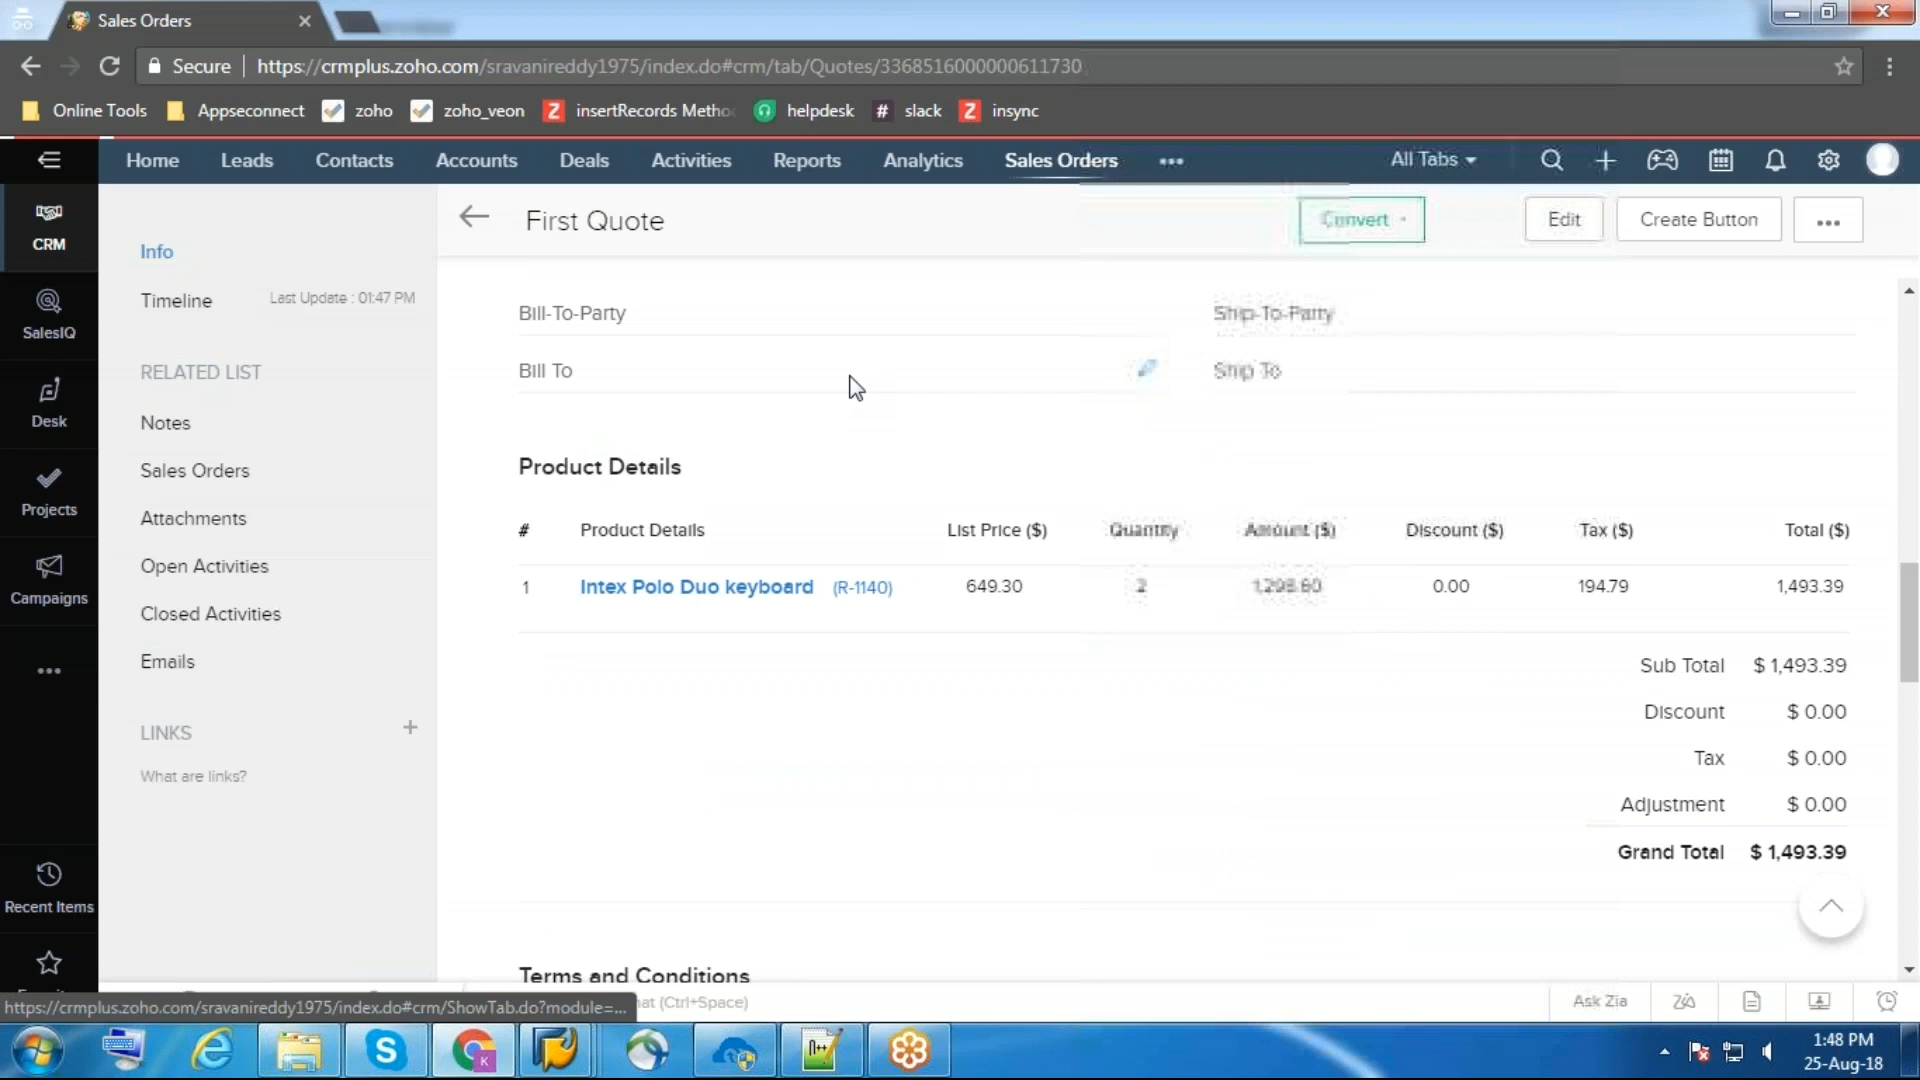 Sales Orders
Secure https://crmplus.zoho.com/sravanireddy1975/index.do#crm/tab/Quotes/3368516000000611730
Online Tools Appseconnect zoho zoho_veon insertRecords Metho helpdesk slack insync
Home Leads Contacts Accounts Deals Activities Reports Analytics Sales Orders ••• All Tabs
First Quote Convert Edit Create Button •••
CRM
SalesIQ
Desk
Projects
Campaigns
•••
Recent Items
Info
Timeline Last Update : 01:47 PM
RELATED LIST
Notes
Sales Orders
Attachments
Open Activities
Closed Activities
Emails
LINKS +
What are links?
Bill-To-Party Ship-To-Party
Bill To Ship To
Product Details
# Product Details List Price ($) Quantity Amount ($) Discount ($) Tax ($) Total ($)
1 Intex Polo Duo keyboard (R-1140) 649.30 2 1,298.60 0.00 194.79 1,493.39
Sub Total $ 1,493.39
Discount $ 0.00
Tax $ 0.00
Adjustment $ 0.00
Grand Total $ 1,493.39
Terms and Conditions
https://crmplus.zoho.com/sravanireddy1975/index.do#crm/ShowTab.do?module=...
(Ctrl+Space)
Ask Zia
1:48 PM
25-Aug-18